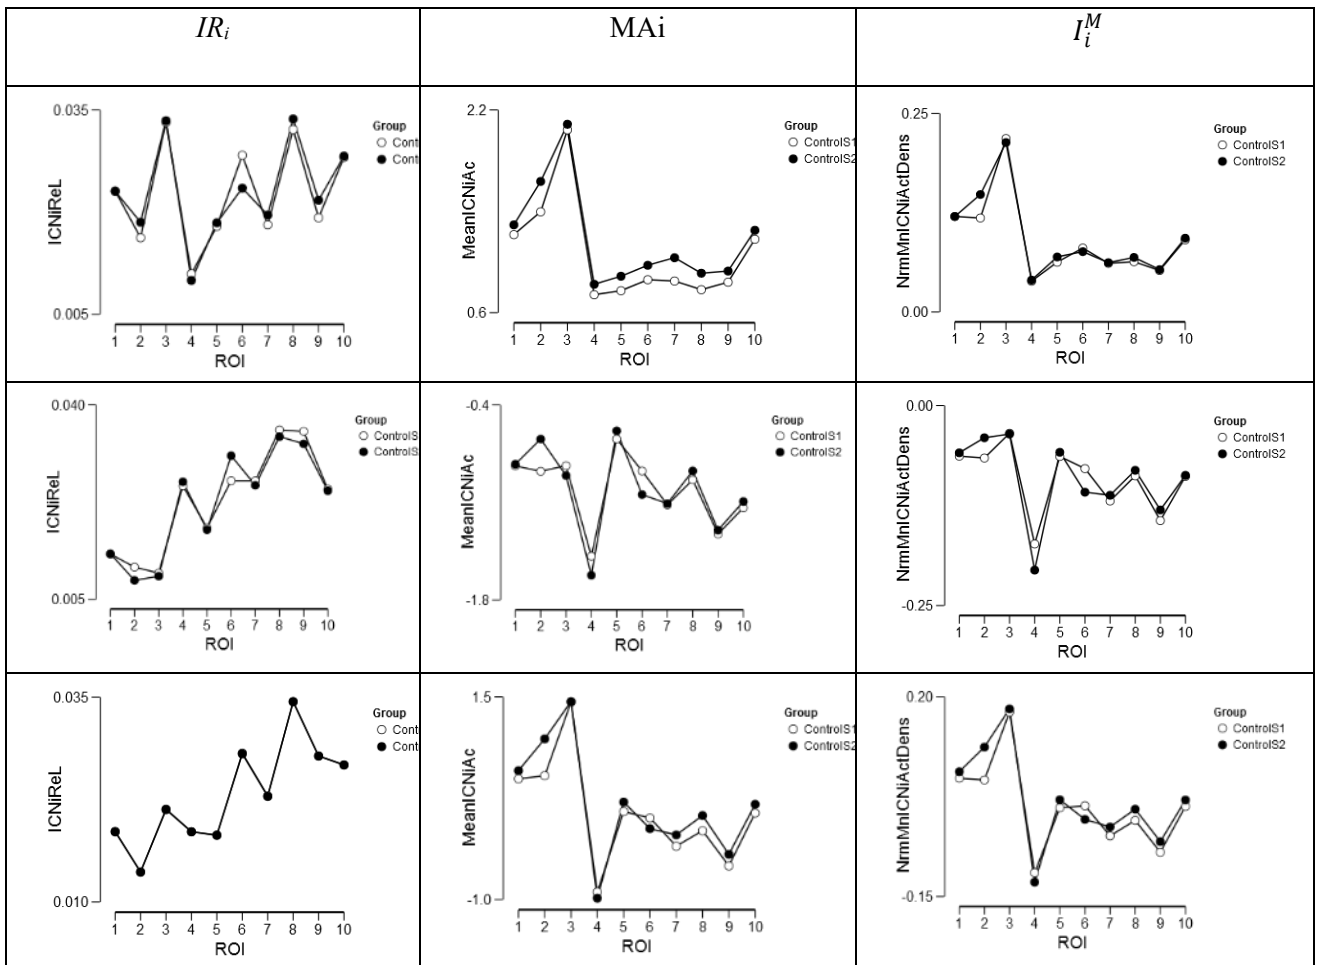 IRᵢ
MAi
Iᵢᴹ
0.035
0.005
ICNiReL
1 2 3 4 5 6 7 8 9 10
ROI
Group
Cont
Cont
2.2
0.6
MeanICNiAc
1 2 3 4 5 6 7 8 9 10
ROI
Group
ControlS1
ControlS2
0.25
0.00
NrmMnICNiActDens
1 2 3 4 5 6 7 8 9 10
ROI
Group
ControlS1
ControlS2
0.040
0.005
ICNiReL
1 2 3 4 5 6 7 8 9 10
ROI
Group
ControlS
ControlS
-0.4
-1.8
MeanICNiAc
1 2 3 4 5 6 7 8 9 10
ROI
Group
ControlS1
ControlS2
0.00
-0.25
NrmMnICNiActDens
1 2 3 4 5 6 7 8 9 10
ROI
Group
ControlS1
ControlS2
0.035
0.010
ICNiReL
1 2 3 4 5 6 7 8 9 10
ROI
Group
Cont
Cont
1.5
-1.0
MeanICNiAC
1 2 3 4 5 6 7 8 9 10
ROI
Group
ControlS1
ControlS2
0.20
-0.15
NrmMnICNiActDens
1 2 3 4 5 6 7 8 9 10
ROI
Group
ControlS1
ControlS2